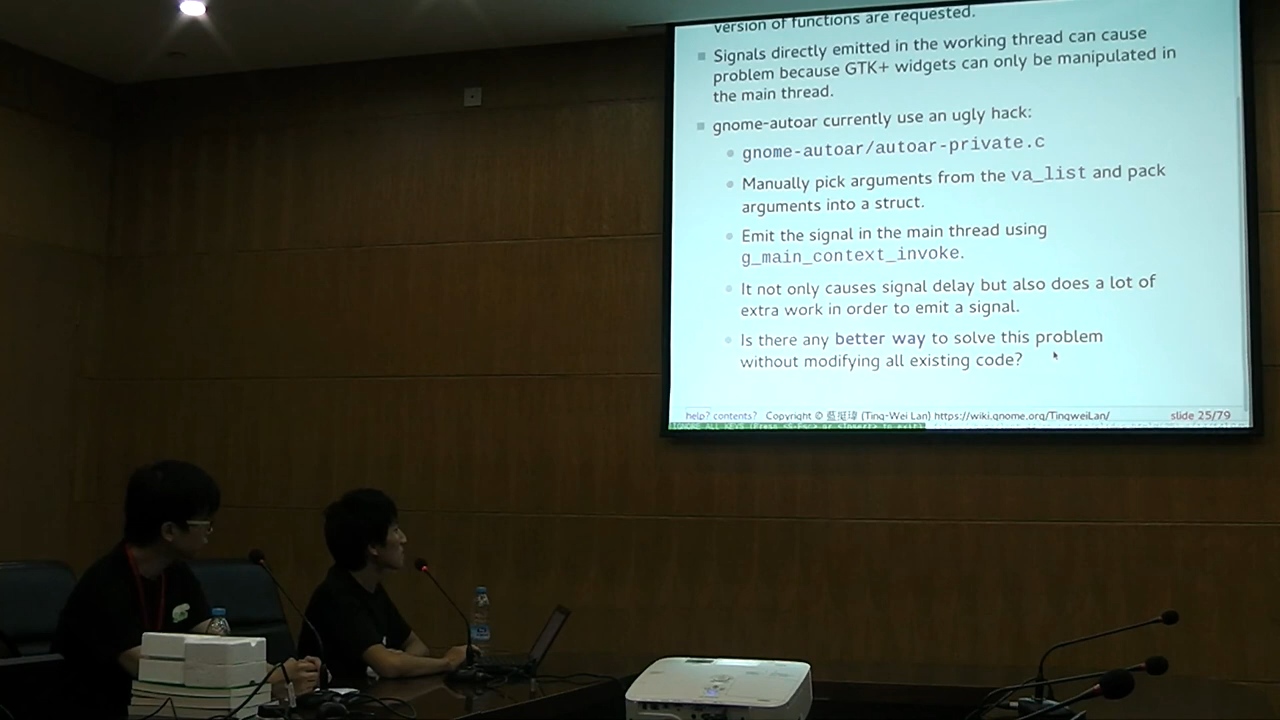 version of functions are requested.
Signals directly emitted in the working thread can cause
problem because GTK+ widgets can only be manipulated in
the main thread.
gnome-autoar currently use an ugly hack:
gnome-autoar/autoar-private.c
Manually pick arguments from the va_list and pack
arguments into a struct.
Emit the signal in the main thread using
g_main_context_invoke.
It not only causes signal delay but also does a lot of
extra work in order to emit a signal.
Is there any better way to solve this problem
without modifying all existing code?
help? contents? Copyright © 藍挺瑋 (Ting-Wei Lan) https://wiki.gnome.org/TingweiLan/ slide 25/79